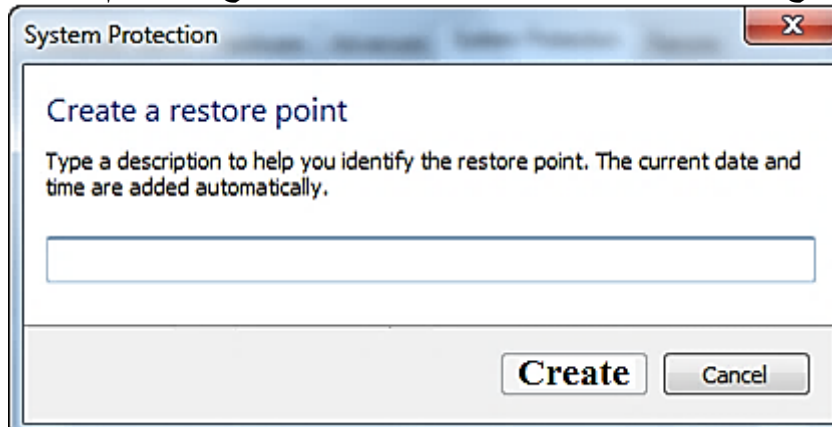 System Protection
Create a restore point
Type a description to help you identify the restore point. The current date and
time are added automatically.
Create Cancel